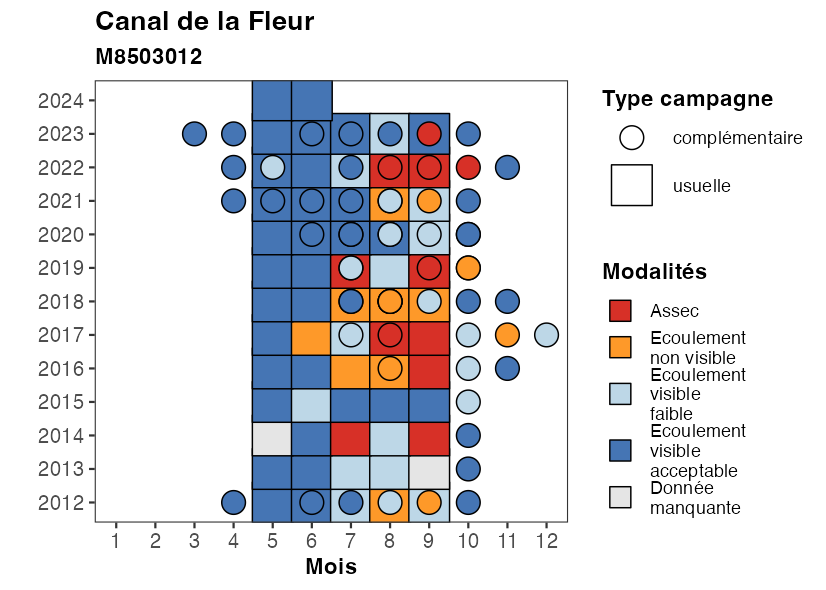 Canal de la Fleur
M8503012
2024
2023
2022
2021
2020
2019
2018
2017
2016
2015
2014
2013
2012
1 2 3 4 5 6 7 8 9 10 11 12
Mois
Type campagne
complémentaire
usuelle
Modalités
Assec
Ecoulement
non visible
Ecoulement
visible
faible
Ecoulement
visible
acceptable
Donnée
manquante